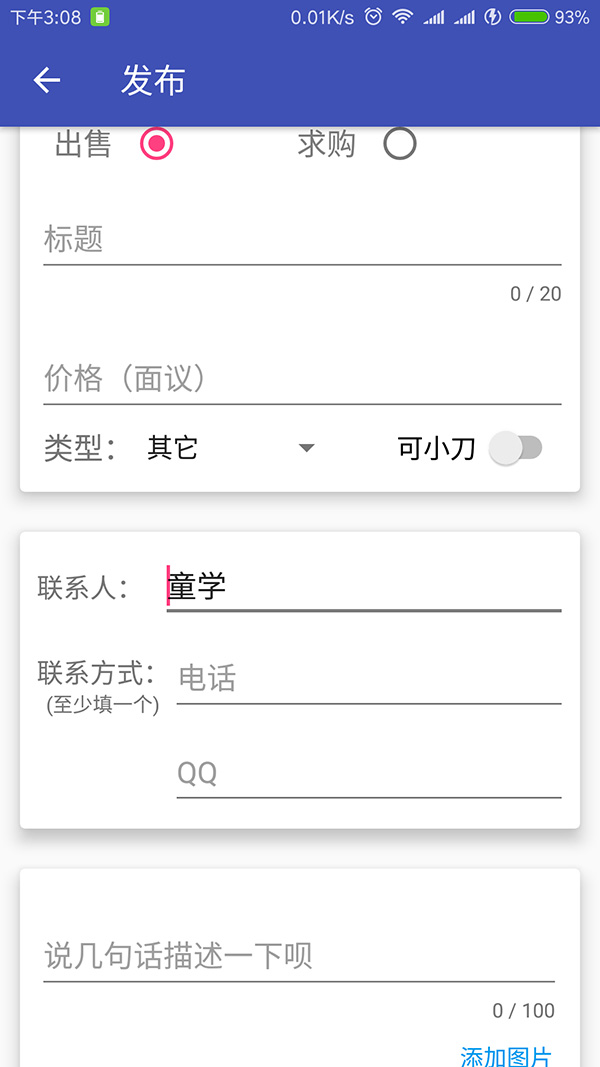 下午3:08 0.01K/s 93%
发布
出售 求购
标题
0 / 20
价格（面议）
类型： 其它 可小刀
联系人： 童学
联系方式： 电话
(至少填一个)
QQ
说几句话描述一下呗
0 / 100
添加图片